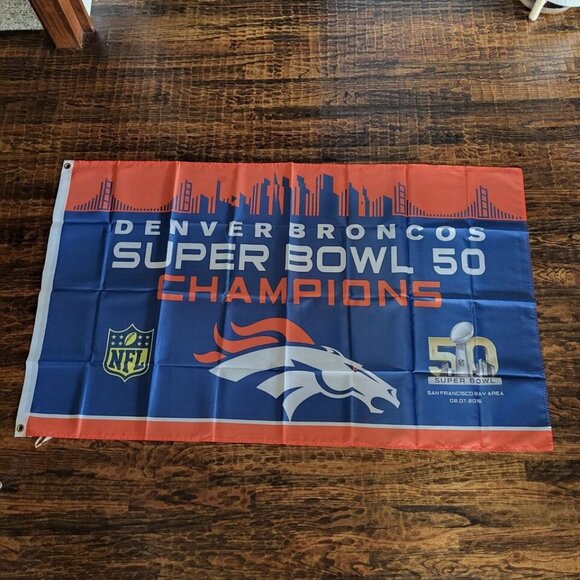 DENVER BRONCOS
SUPER BOWL 50
CHAMPIONS
NFL
50
SUPER BOWL
SAN FRANCISCO BAY AREA
02.07.2016